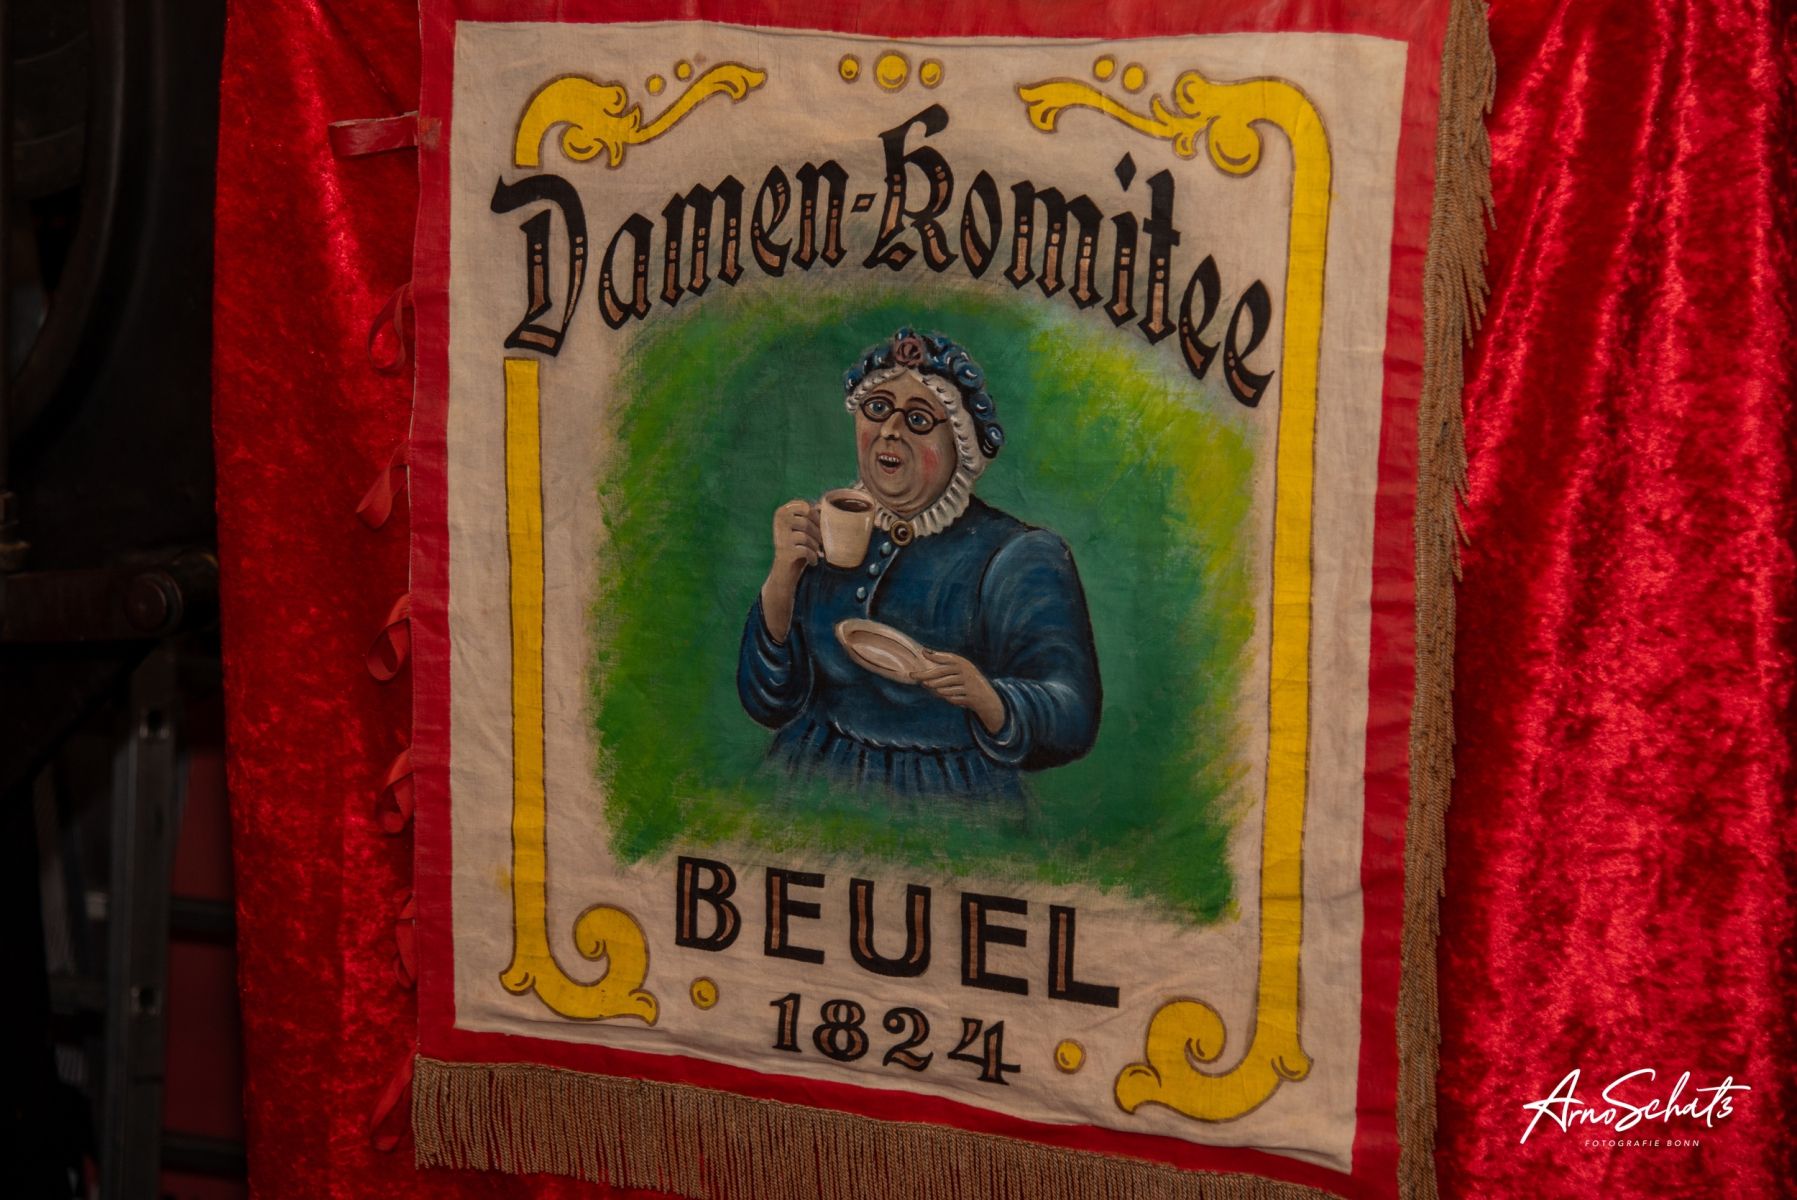 Damen-Komitee
BEUEL
1824
ArnoSchatz
FOTOGRAFIE BONN